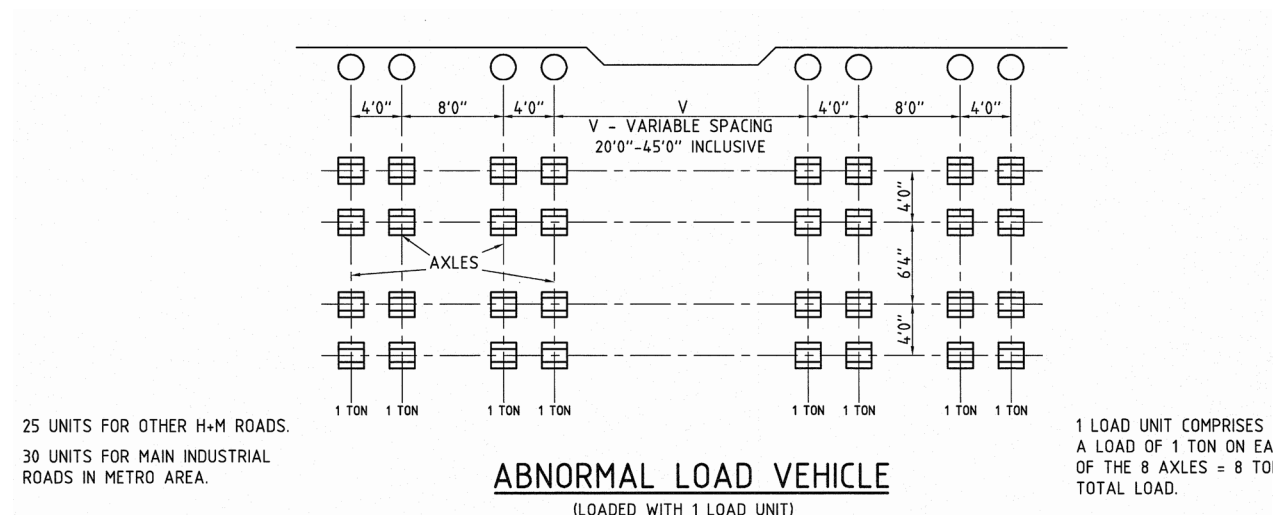 4'0" 8'0" 4'0" V 4'0" 8'0" 4'0"
V - VARIABLE SPACING
20'0"-45'0" INCLUSIVE
4'0"
6'4"
4'0"
AXLES
1 TON 1 TON 1 TON 1 TON 1 TON 1 TON 1 TON 1 TON
25 UNITS FOR OTHER H+M ROADS.
30 UNITS FOR MAIN INDUSTRIAL
ROADS IN METRO AREA.
1 LOAD UNIT COMPRISES
A LOAD OF 1 TON ON EA
OF THE 8 AXLES = 8 TO
TOTAL LOAD.
ABNORMAL LOAD VEHICLE
(LOADED WITH 1 LOAD UNIT)